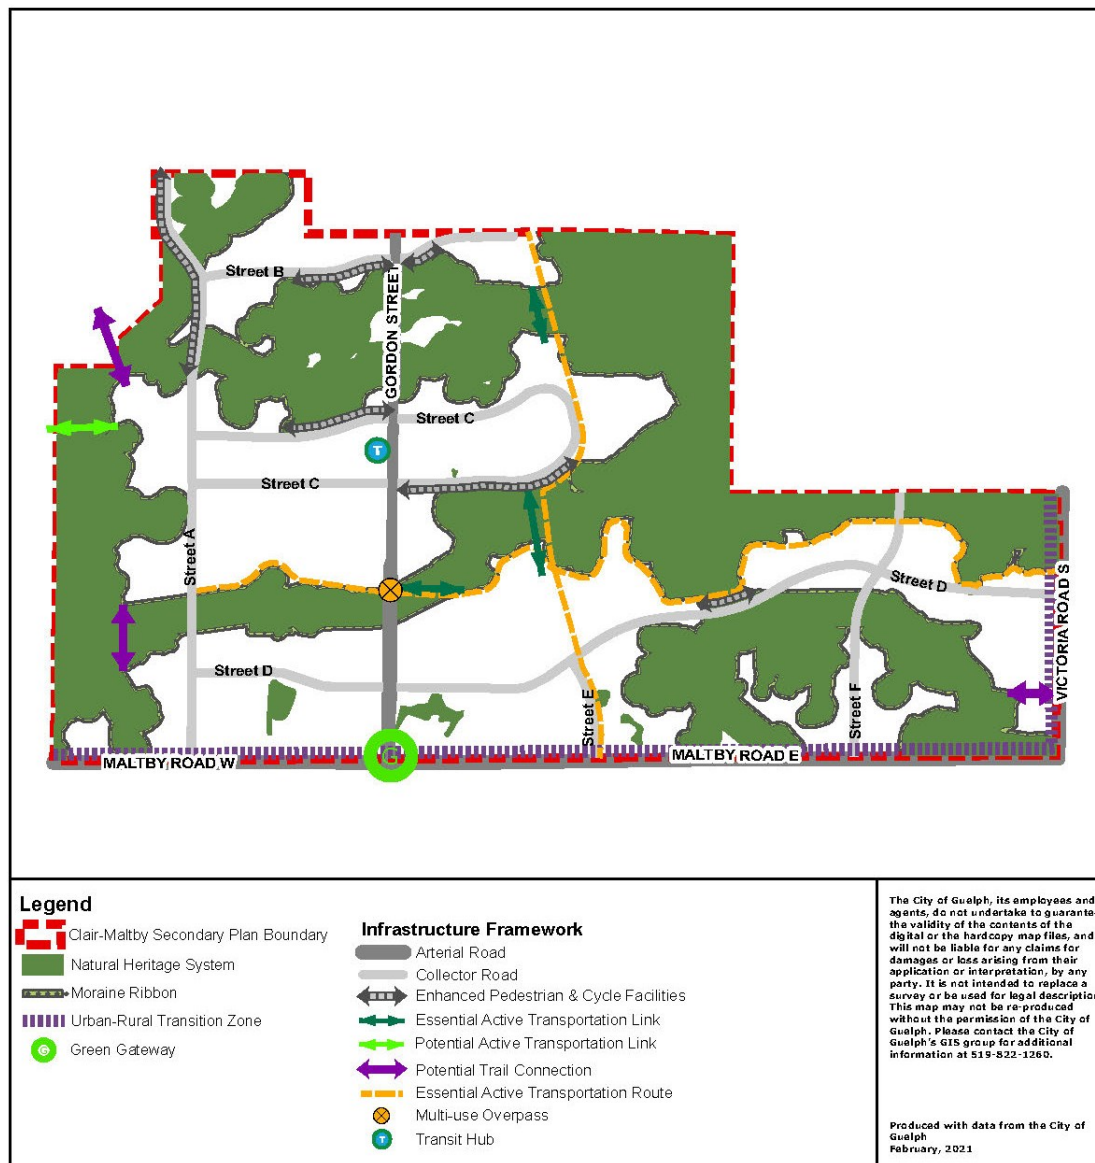 Street B
GORDON STREET
Street C
T
Street C
Street A
Street D
Street D
VICTORIA ROAD S
Street E
Street F
G
MALTBY ROAD W
MALTBY ROAD E
Legend
Clair-Maltby Secondary Plan Boundary
Natural Heritage System
Moraine Ribbon
Urban-Rural Transition Zone
G Green Gateway
Infrastructure Framework
Arterial Road
Collector Road
Enhanced Pedestrian & Cycle Facilities
Essential Active Transportation Link
Potential Active Transportation Link
Potential Trail Connection
Essential Active Transportation Route
Multi-use Overpass
T Transit Hub
The City of Guelph, its employees and
agents, do not undertake to guarante
the validity of the contents of the
digital or the hardcopy map files, and
will not be liable for any claims for
damages or loss arising from their
application or interpretation, by any
party. It is not intended to replace a
survey or be used for legal description
This map may not be re-produced
without the permission of the City of
Guelph. Please contact the City of
Guelph's GIS group for additional
information at 519-822-1260.
Produced with data from the City of
Guelph
February, 2021